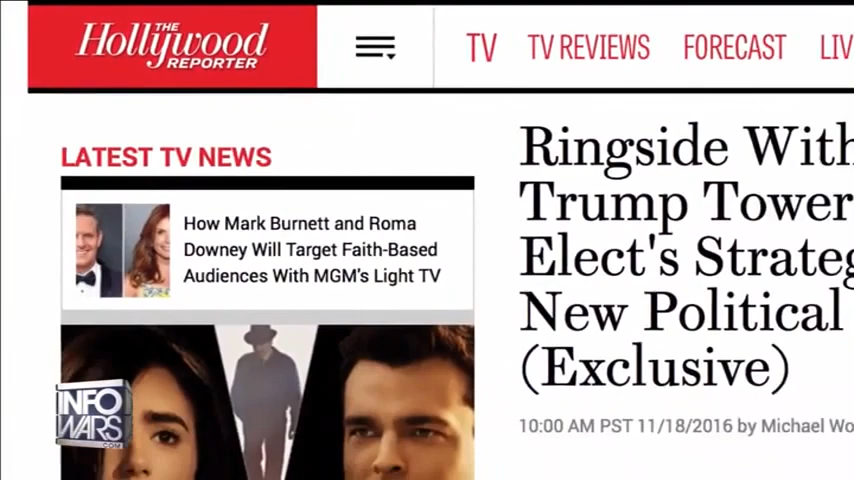 THE
Hollywood
REPORTER
TV TV REVIEWS FORECAST LIV
LATEST TV NEWS
How Mark Burnett and Roma
Downey Will Target Faith-Based
Audiences With MGM's Light TV
Ringside With
Trump Tower
Elect's Strateg
New Political
(Exclusive)
10:00 AM PST 11/18/2016 by Michael Wo
INFO
WARS
.COM